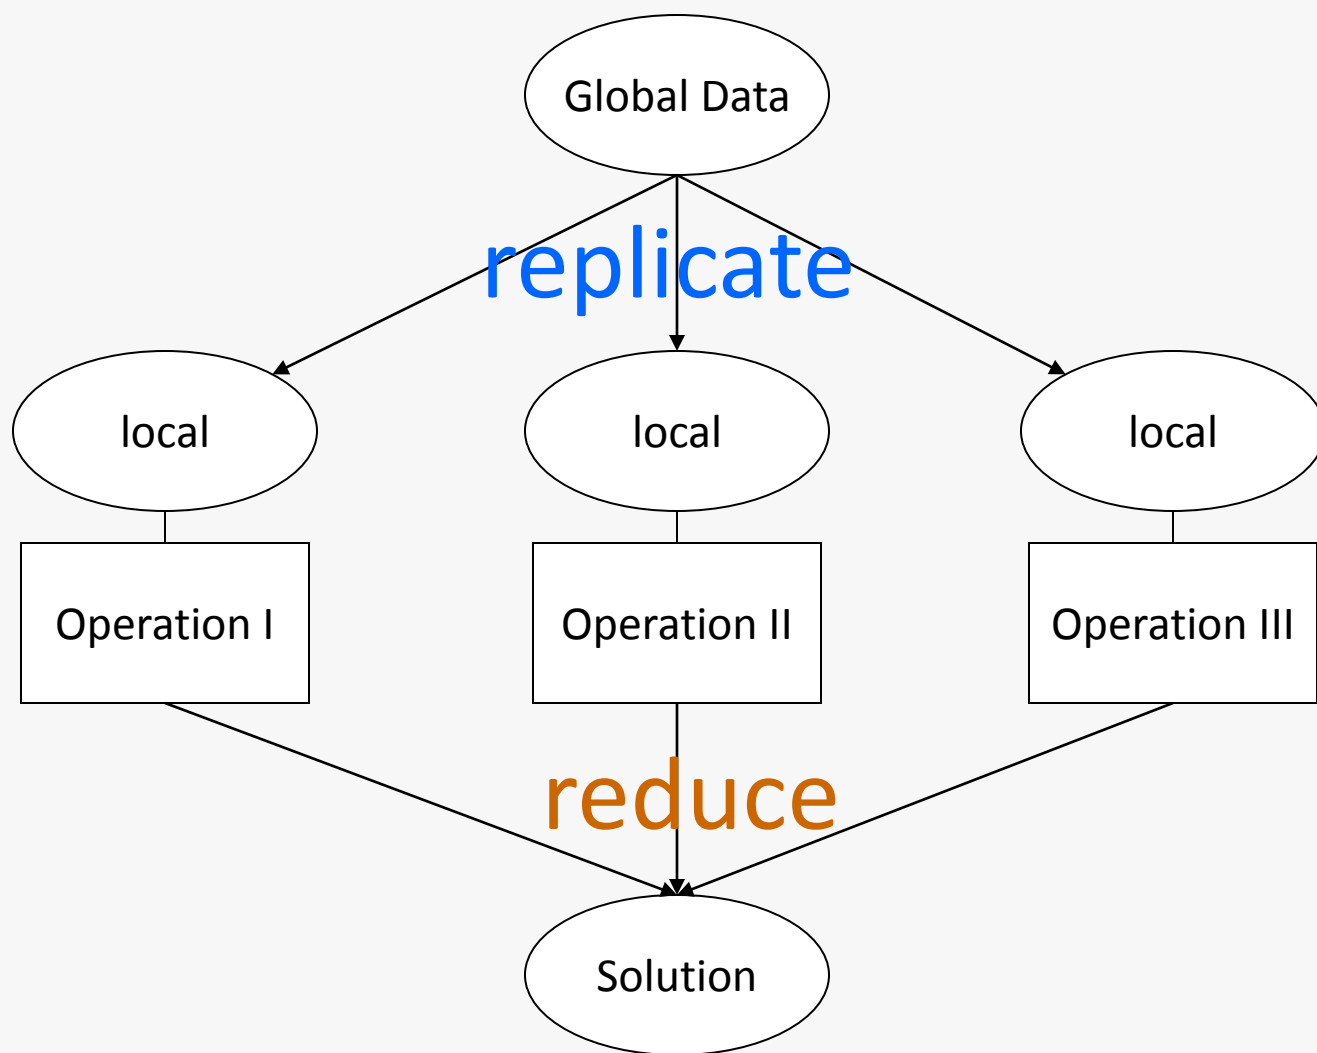 Global Data
replicate
local
local
local
Operation I
Operation II
Operation III
reduce
Solution